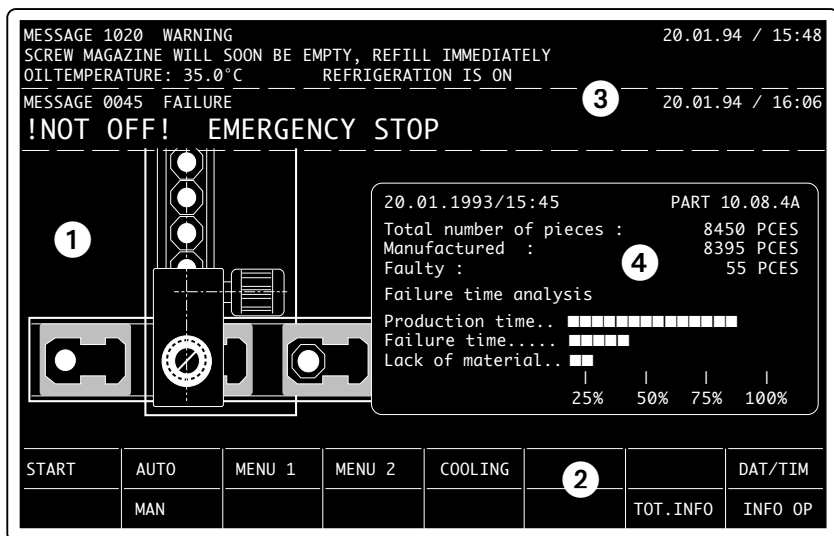 MESSAGE 1020 WARNING 20.01.94 / 15:48
SCREW MAGAZINE WILL SOON BE EMPTY, REFILL IMMEDIATELY
OILTEMPERATURE: 35.0°C REFRIGERATION IS ON
MESSAGE 0045 FAILURE 3 20.01.94 / 16:06
!NOT OFF! EMERGENCY STOP
1
20.01.1993/15:45 PART 10.08.4A
Total number of pieces : 8450 PCES
Manufactured : 8395 PCES
Faulty : 4 55 PCES
Failure time analysis
Production time..
Failure time.....
Lack of material..
25% 50% 75% 100%
START AUTO MENU 1 MENU 2 COOLING 2 DAT/TIM
MAN TOT.INFO INFO OP